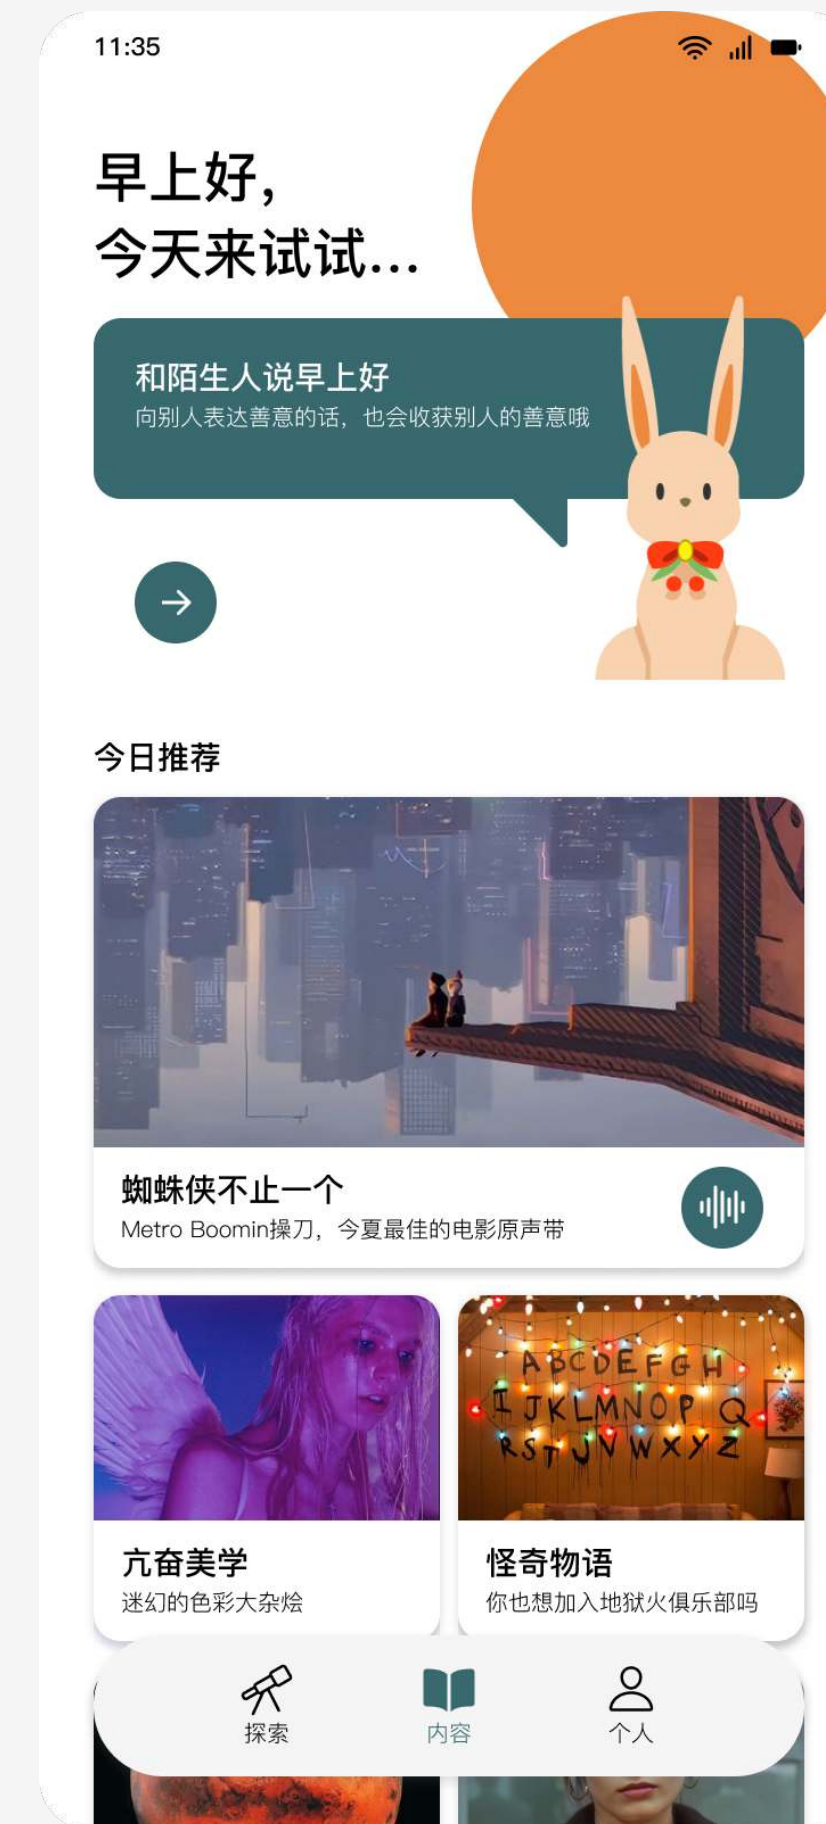 11:35
早上好，
今天来试试...
和陌生人说早上好
向别人表达善意的话，也会收获别人的善意哦
今日推荐
蜘蛛侠不止一个
Metro Boomin操刀，今夏最佳的电影原声带
ABCDEFGH
IJKLMNOPQ
RSTUVWXYZ
亢奋美学
迷幻的色彩大杂烩
怪奇物语
你也想加入地狱火俱乐部吗
探索
内容
个人